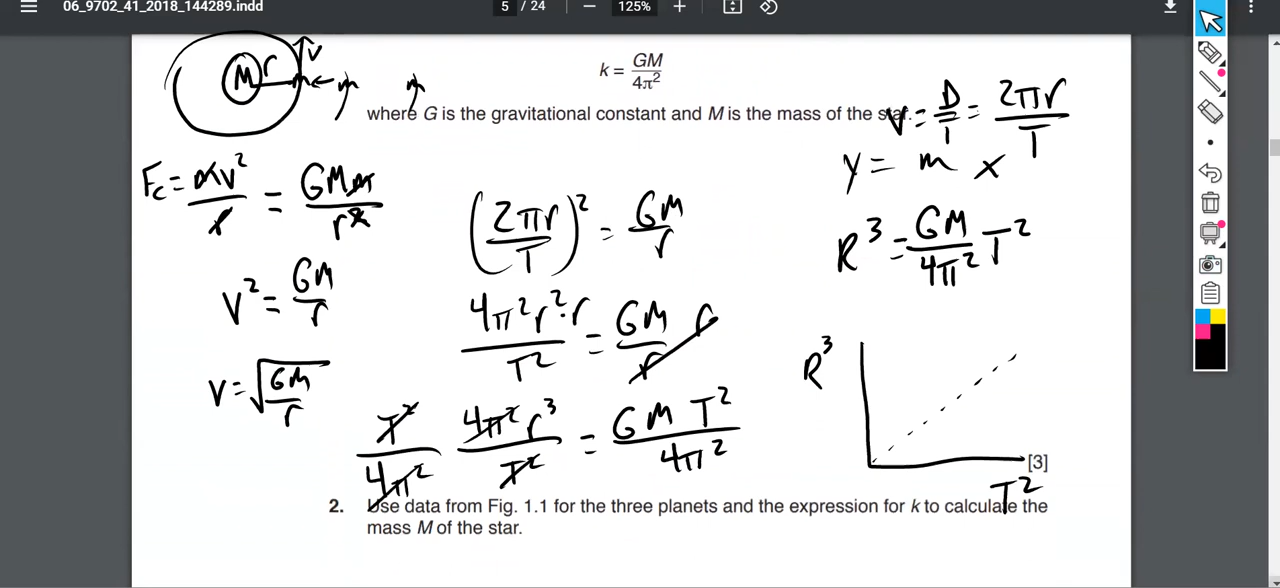 06_9702_41_2018_144289.indd
5 / 24
125%
M r v
k = GM / 4π²
where G is the gravitational constant and M is the mass of the star.
V = D / T = 2πr / T
y = m x
Fc = mv² / r = GMm / r²
(2πr / T)² = GM / r
R³ = GM / 4π² T²
V² = GM / r
4π²r²·r / T² = GM / r r
V = √GM / r
R³
T² / 4π² 4π²r³ / T² = GM T² / 4π²
[3]
T²
2. Use data from Fig. 1.1 for the three planets and the expression for k to calculate the
mass M of the star.